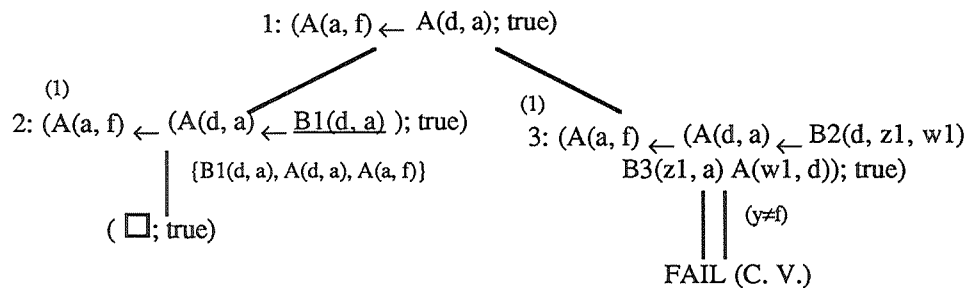 1: (A(a, f) ← A(d, a); true)
(1)
2: (A(a, f) ← (A(d, a) ← B1(d, a) ); true)
{B1(d, a), A(d, a), A(a, f)}
( □; true)
(1)
3: (A(a, f) ← (A(d, a) ← B2(d, z1, w1)
B3(z1, a) A(w1, d)); true)
(y≠f)
FAIL (C. V.)